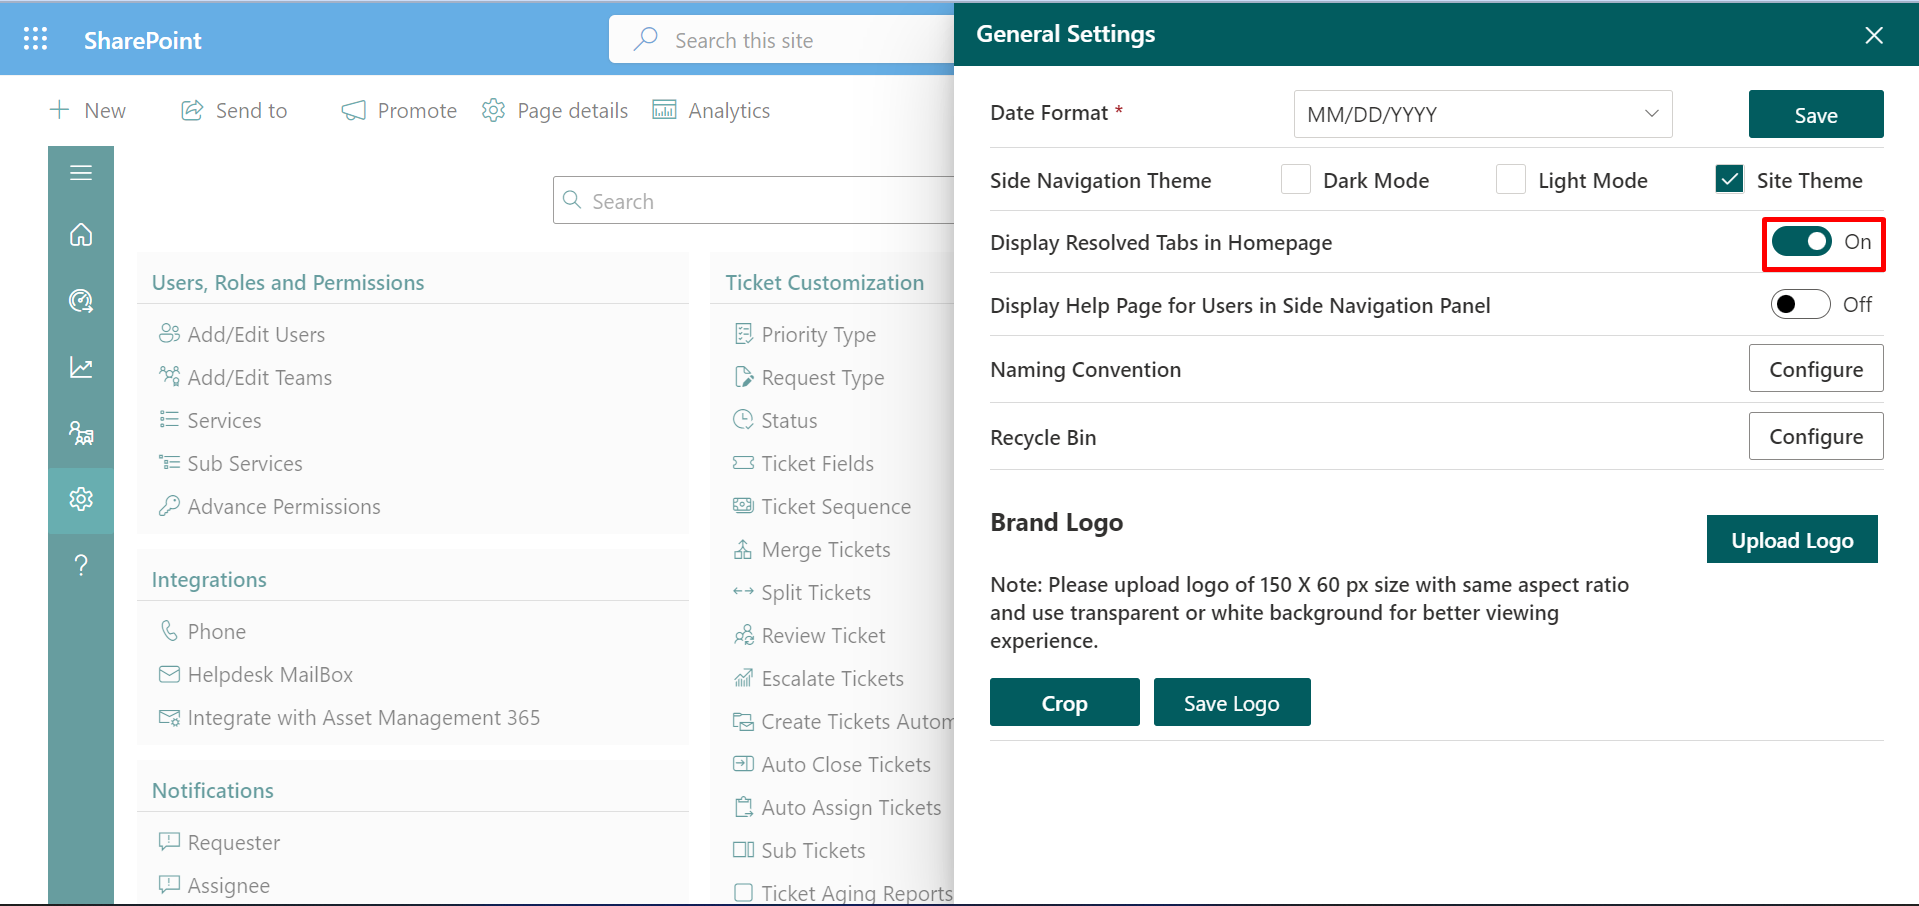 SharePoint
Search this site
New
Send to
Promote
Page details
Analytics
Search
Users, Roles and Permissions
Add/Edit Users
Add/Edit Teams
Services
Sub Services
Advance Permissions
Integrations
Phone
Helpdesk MailBox
Integrate with Asset Management 365
Notifications
Requester
Assignee
Ticket Customization
Priority Type
Request Type
Status
Ticket Fields
Ticket Sequence
Merge Tickets
Split Tickets
Review Ticket
Escalate Tickets
Create Tickets Autom
Auto Close Tickets
Auto Assign Tickets
Sub Tickets
Ticket Aging Reports
General Settings
Date Format *
MM/DD/YYYY
Save
Side Navigation Theme
Dark Mode
Light Mode
Site Theme
Display Resolved Tabs in Homepage
On
Display Help Page for Users in Side Navigation Panel
Off
Naming Convention
Configure
Recycle Bin
Configure
Brand Logo
Upload Logo
Note: Please upload logo of 150 X 60 px size with same aspect ratio
and use transparent or white background for better viewing
experience.
Crop
Save Logo